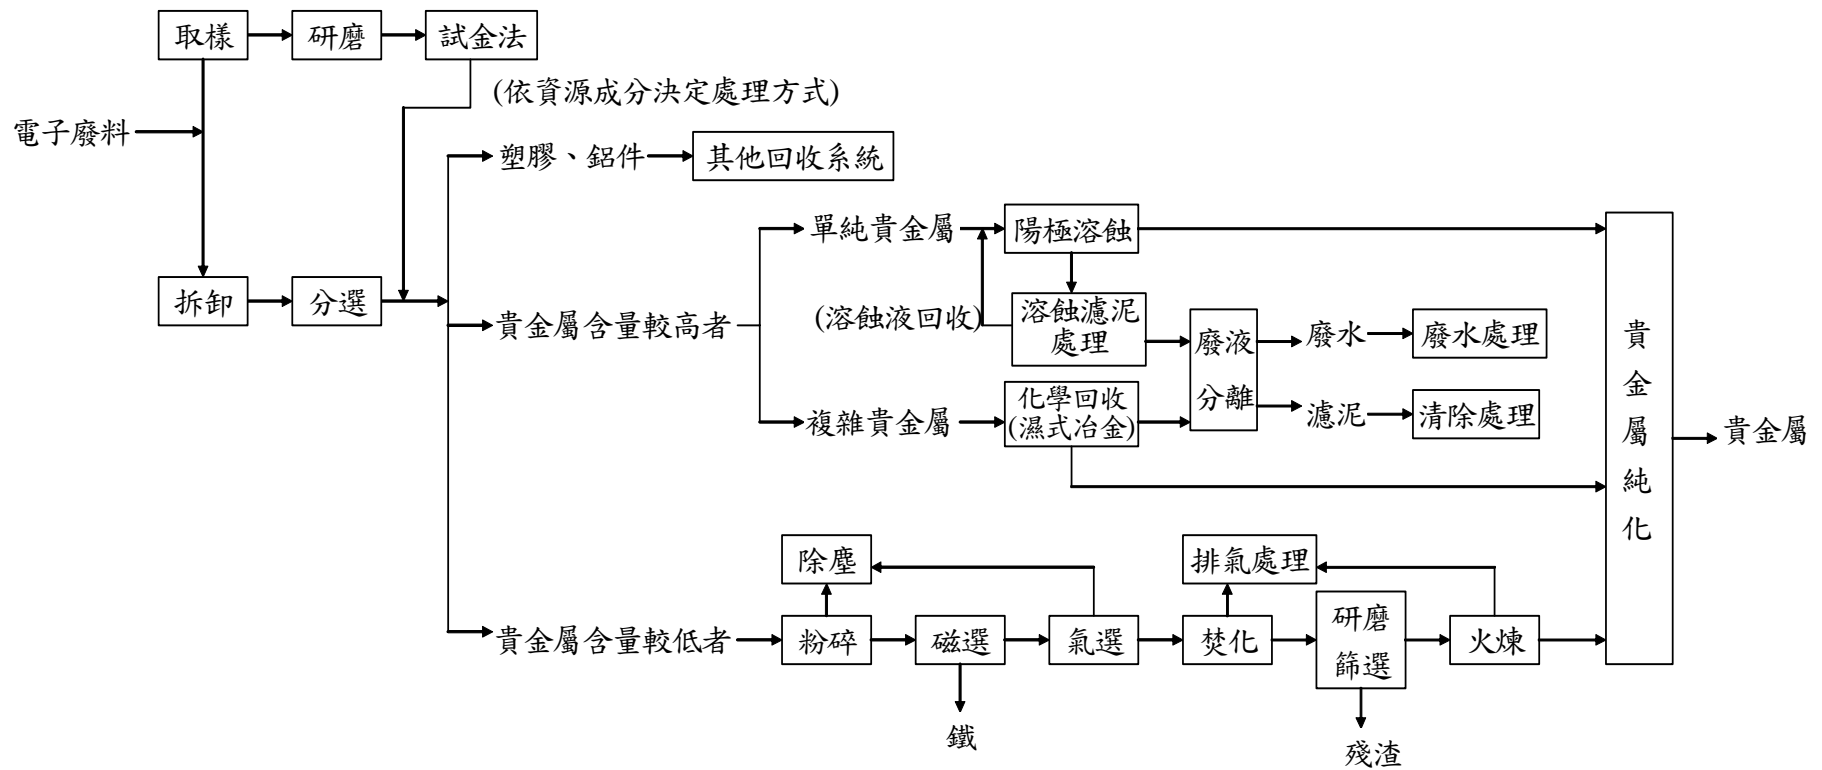 取樣
研磨
試金法
(依資源成分決定處理方式)
電子廢料
塑膠、鋁件
其他回收系統
單純貴金屬
陽極溶蝕
拆卸
分選
貴金屬含量較高者
(溶蝕液回收)
溶蝕濾泥
處理
廢液
分離
廢水
廢水處理
複雜貴金屬
化學回收
(濕式冶金)
濾泥
清除處理
貴金屬純化
貴金屬
除塵
排氣處理
貴金屬含量較低者
粉碎
磁選
氣選
焚化
研磨
篩選
火煉
鐵
殘渣